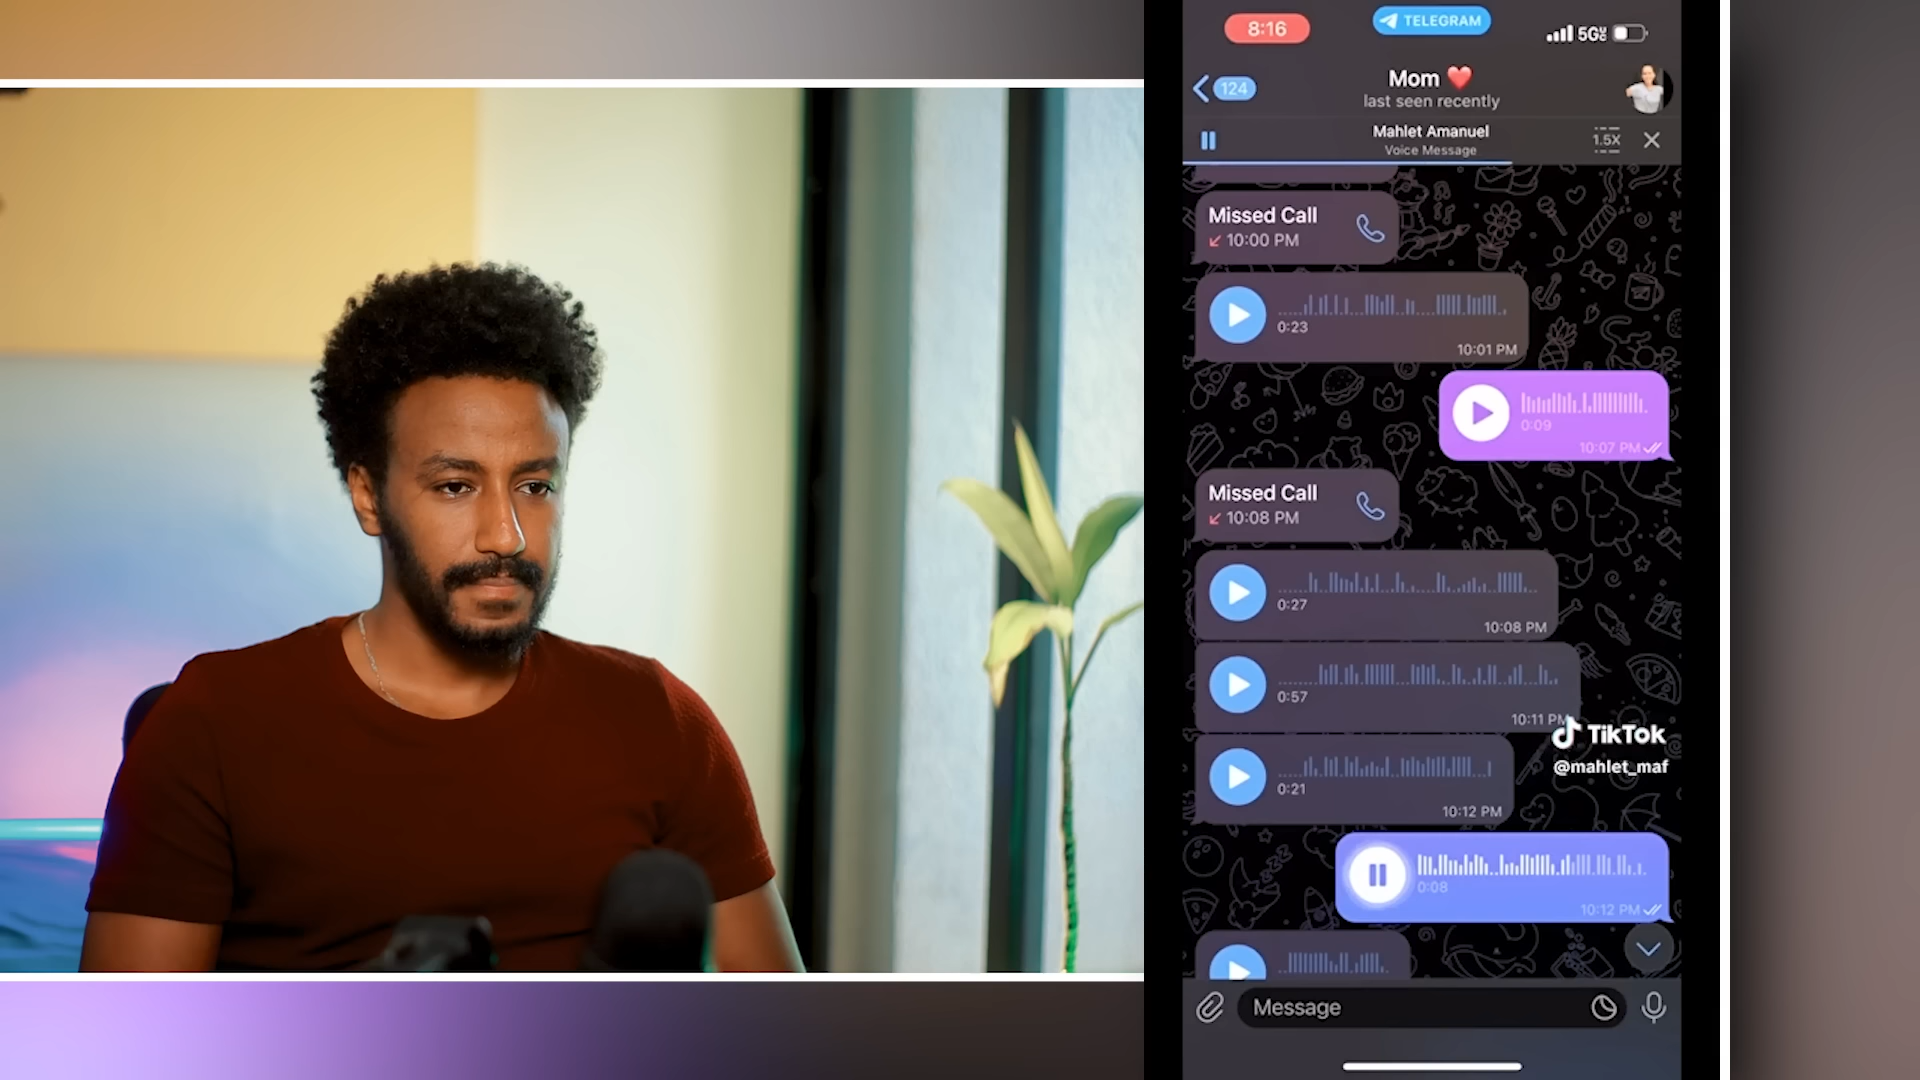 8:16
TELEGRAM
5G
124
Mom ❤️
last seen recently
Mahlet Amanuel
Voice Message
1.5X
Missed Call
10:00 PM
0:23
10:01 PM
0:09
10:07 PM
Missed Call
10:08 PM
0:27
10:08 PM
0:57
10:11 PM
0:21
10:12 PM
TikTok
@mahlet_maf
0:08
10:12 PM
Message